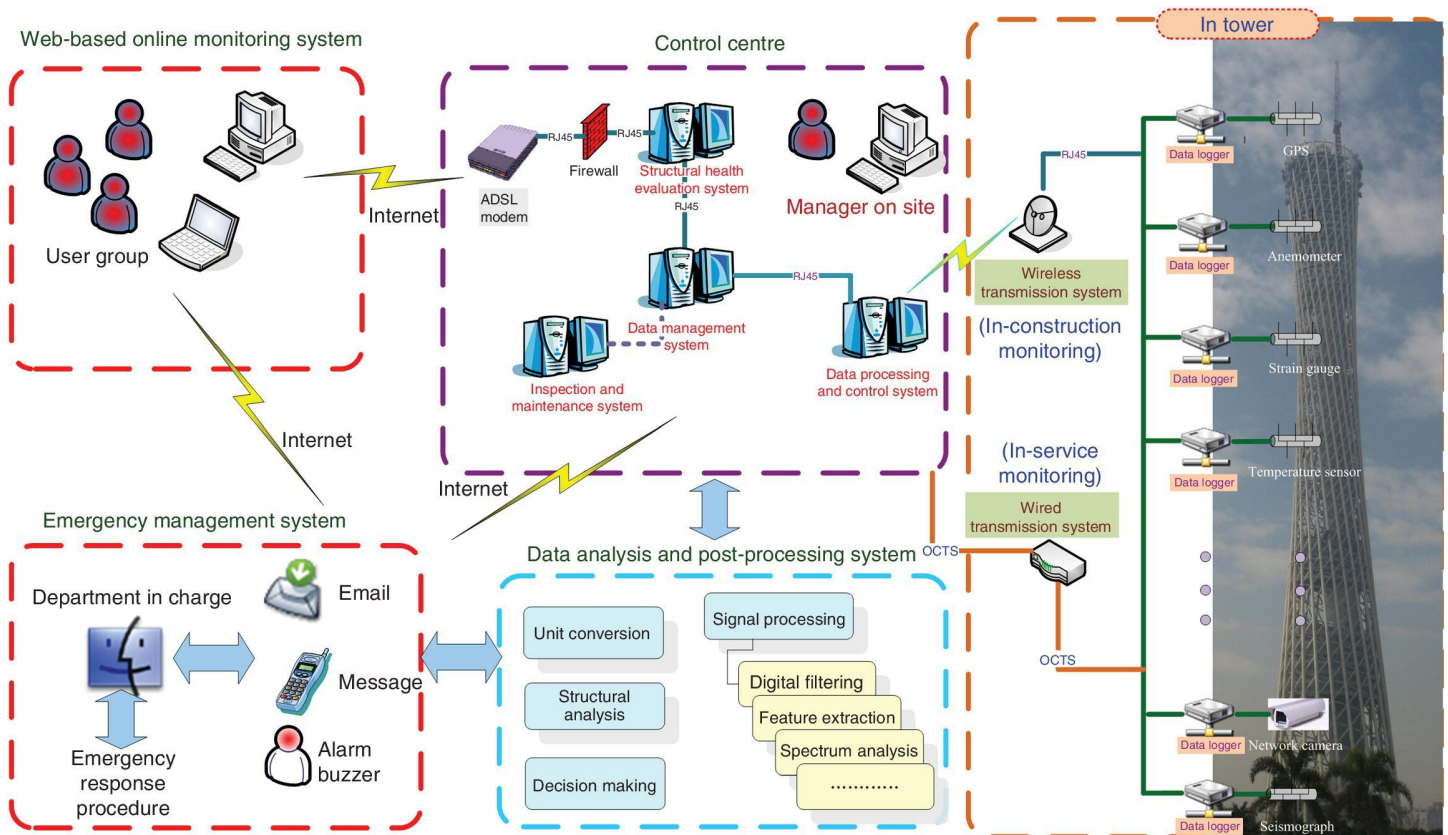 Web-based online monitoring system
User group
Internet
Internet
Control centre
ADSL
modem
RJ45
Firewall
RJ45
Structural health
evaluation system
RJ45
Manager on site
Data management
system
RJ45
Inspection and
maintenance system
Data processing
and control system
Internet
Emergency management system
Department in charge
Email
Message
Alarm
buzzer
Emergency
response
procedure
Data analysis and post-processing system
Unit conversion
Structural
analysis
Decision making
Signal processing
Digital filtering
Feature extraction
Spectrum analysis
............
In tower
RJ45
Wireless
transmission system
(In-construction
monitoring)
(In-service
monitoring)
Wired
transmission system
OCTS
OCTS
Data logger
GPS
Data logger
Anemometer
Data logger
Strain gauge
Data logger
Temperature sensor
Data logger
Network camera
Data logger
Seismograph